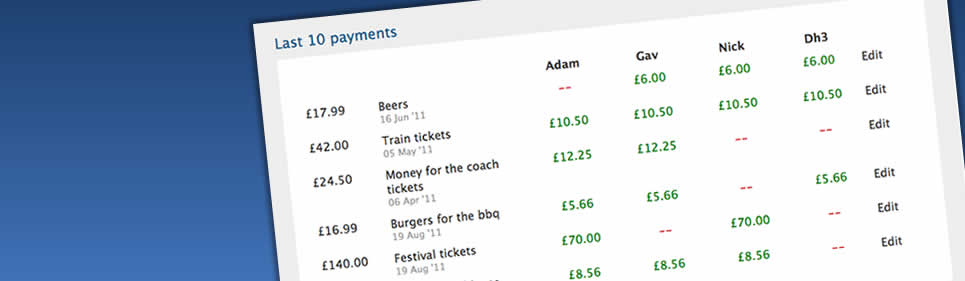 Last 10 payments
Adam Gav Nick Dh3
£17.99 Beers -- £6.00 £6.00 £6.00 Edit
16 Jun '11
£42.00 Train tickets £10.50 £10.50 £10.50 £10.50 Edit
05 May '11
£24.50 Money for the coach £12.25 £12.25 -- -- Edit
tickets
06 Apr '11
£16.99 Burgers for the bbq £5.66 £5.66 -- £5.66 Edit
19 Aug '11
£140.00 Festival tickets £70.00 -- £70.00 -- Edit
19 Aug '11
£8.56 £8.56 £8.56 -- Edit